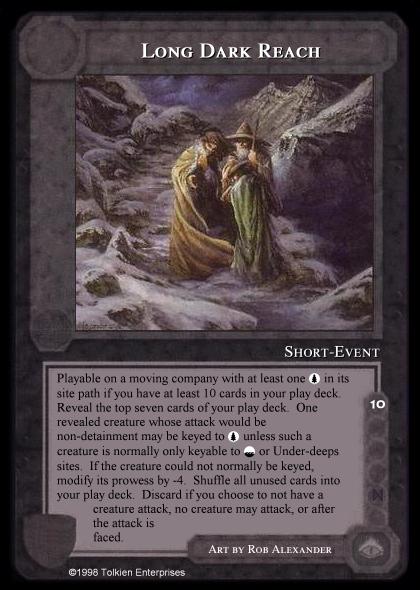 Long Dark Reach
Short-Event
Playable on a moving company with at least one in its
site path if you have at least 10 cards in your play deck.
Reveal the top seven cards of your play deck. One
revealed creature whose attack would be
non-detainment may be keyed to unless such a
creature is normally only keyable to or Under-deeps
sites. If the creature could not normally be keyed,
modify its prowess by -4. Shuffle all unused cards into
your play deck. Discard if you choose to not have a
creature attack, no creature may attack, or after
the attack is
faced.
10
N
Art by Rob Alexander
©1998 Tolkien Enterprises